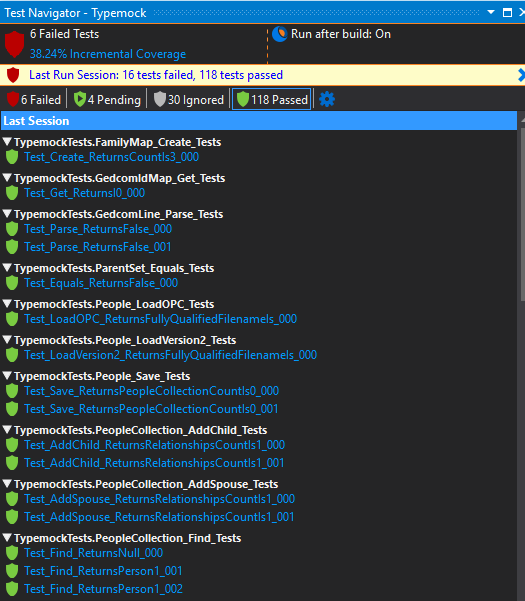 Test Navigator - Typemock
6 Failed Tests
Run after build: On
38.24% Incremental Coverage
Last Run Session: 16 tests failed, 118 tests passed
6 Failed
4 Pending
30 Ignored
118 Passed
Last Session
TypemockTests.FamilyMap_Create_Tests
Test_Create_ReturnsCountIs3_000
TypemockTests.GedcomIdMap_Get_Tests
Test_Get_ReturnsI0_000
TypemockTests.GedcomLine_Parse_Tests
Test_Parse_ReturnsFalse_000
Test_Parse_ReturnsFalse_001
TypemockTests.ParentSet_Equals_Tests
Test_Equals_ReturnsFalse_000
TypemockTests.People_LoadOPC_Tests
Test_LoadOPC_ReturnsFullyQualifiedFilenameIs_000
TypemockTests.People_LoadVersion2_Tests
Test_LoadVersion2_ReturnsFullyQualifiedFilenameIs_000
TypemockTests.People_Save_Tests
Test_Save_ReturnsPeopleCollectionCountIs0_000
Test_Save_ReturnsPeopleCollectionCountIs0_001
TypemockTests.PeopleCollection_AddChild_Tests
Test_AddChild_ReturnsRelationshipsCountIs1_000
Test_AddChild_ReturnsRelationshipsCountIs1_001
TypemockTests.PeopleCollection_AddSpouse_Tests
Test_AddSpouse_ReturnsRelationshipsCountIs1_000
Test_AddSpouse_ReturnsRelationshipsCountIs1_001
TypemockTests.PeopleCollection_Find_Tests
Test_Find_ReturnsNull_000
Test_Find_ReturnsPerson1_001
Test_Find_ReturnsPerson1_002